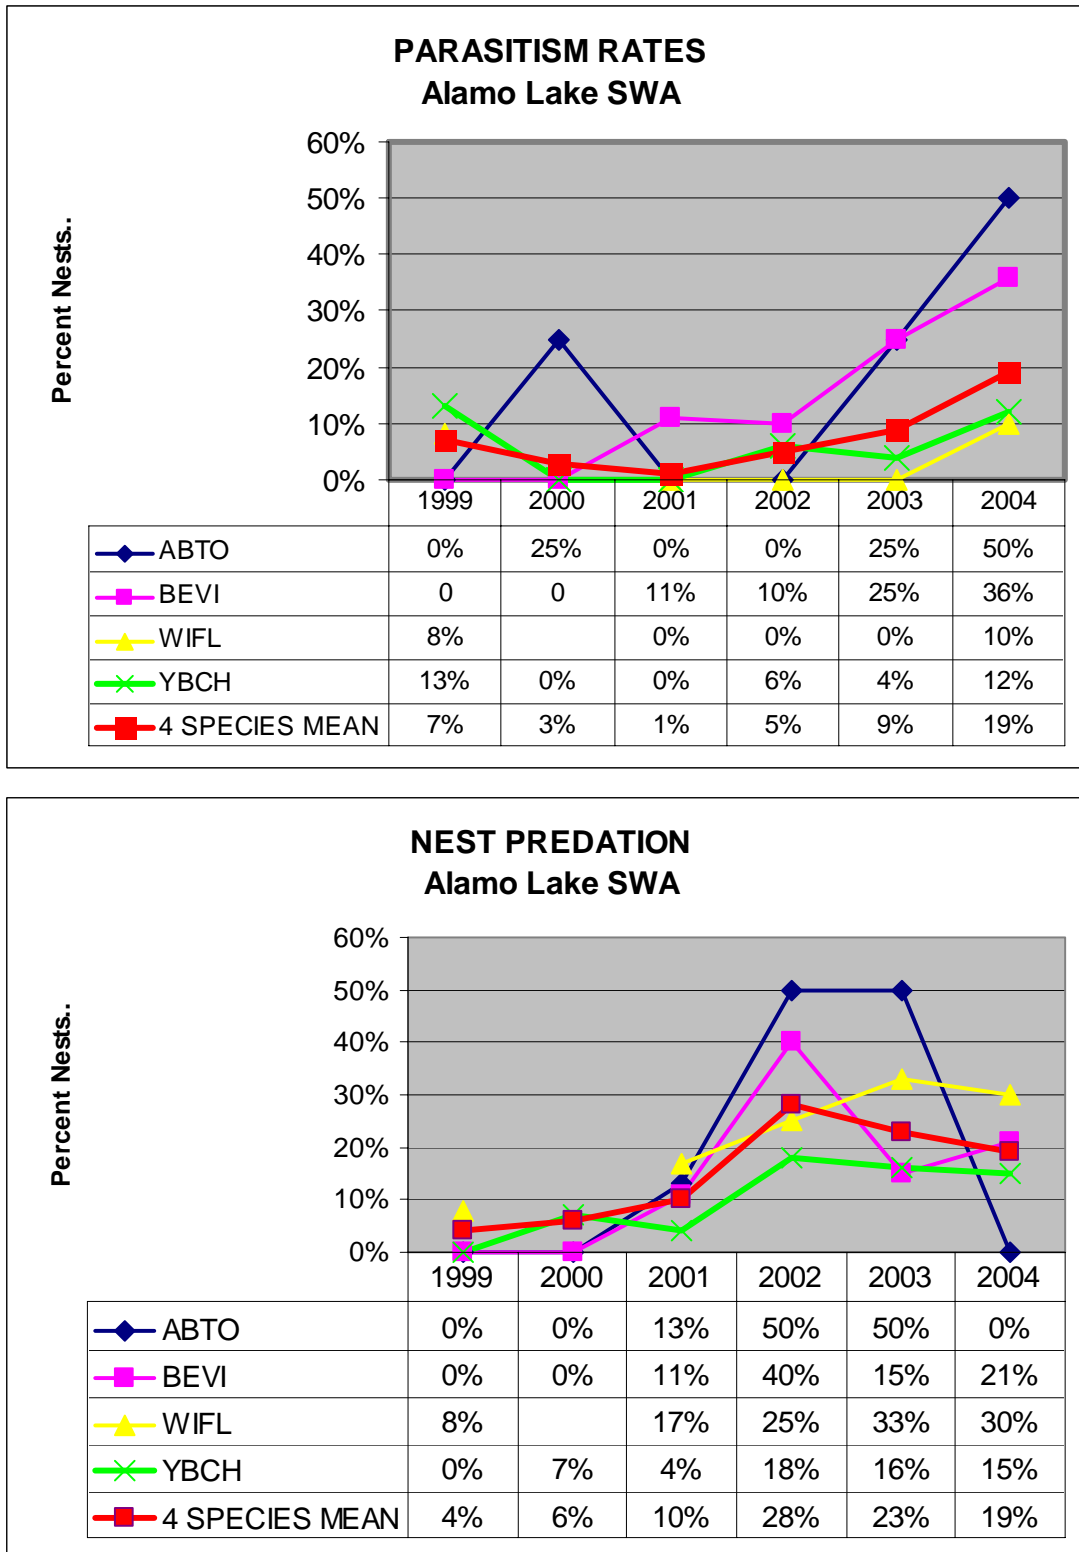 PARASITISM RATES
Alamo Lake SWA
Percent Nests..
60%
50%
40%
30%
20%
10%
0%
1999 2000 2001 2002 2003 2004
ABTO 0% 25% 0% 0% 25% 50%
BEVI 0 0 11% 10% 25% 36%
WIFL 8% 0% 0% 0% 10%
YBCH 13% 0% 0% 6% 4% 12%
4 SPECIES MEAN 7% 3% 1% 5% 9% 19%
NEST PREDATION
Alamo Lake SWA
Percent Nests..
60%
50%
40%
30%
20%
10%
0%
1999 2000 2001 2002 2003 2004
ABTO 0% 0% 13% 50% 50% 0%
BEVI 0% 0% 11% 40% 15% 21%
WIFL 8% 17% 25% 33% 30%
YBCH 0% 7% 4% 18% 16% 15%
4 SPECIES MEAN 4% 6% 10% 28% 23% 19%